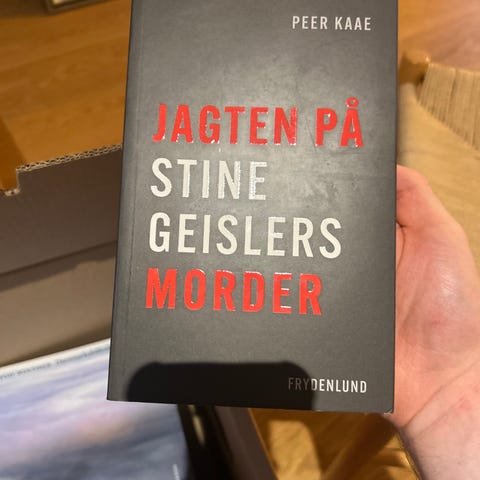 PEER KAAE
JAGTEN PÅ
STINE
GEISLERS
MORDER
FRYDENLUND